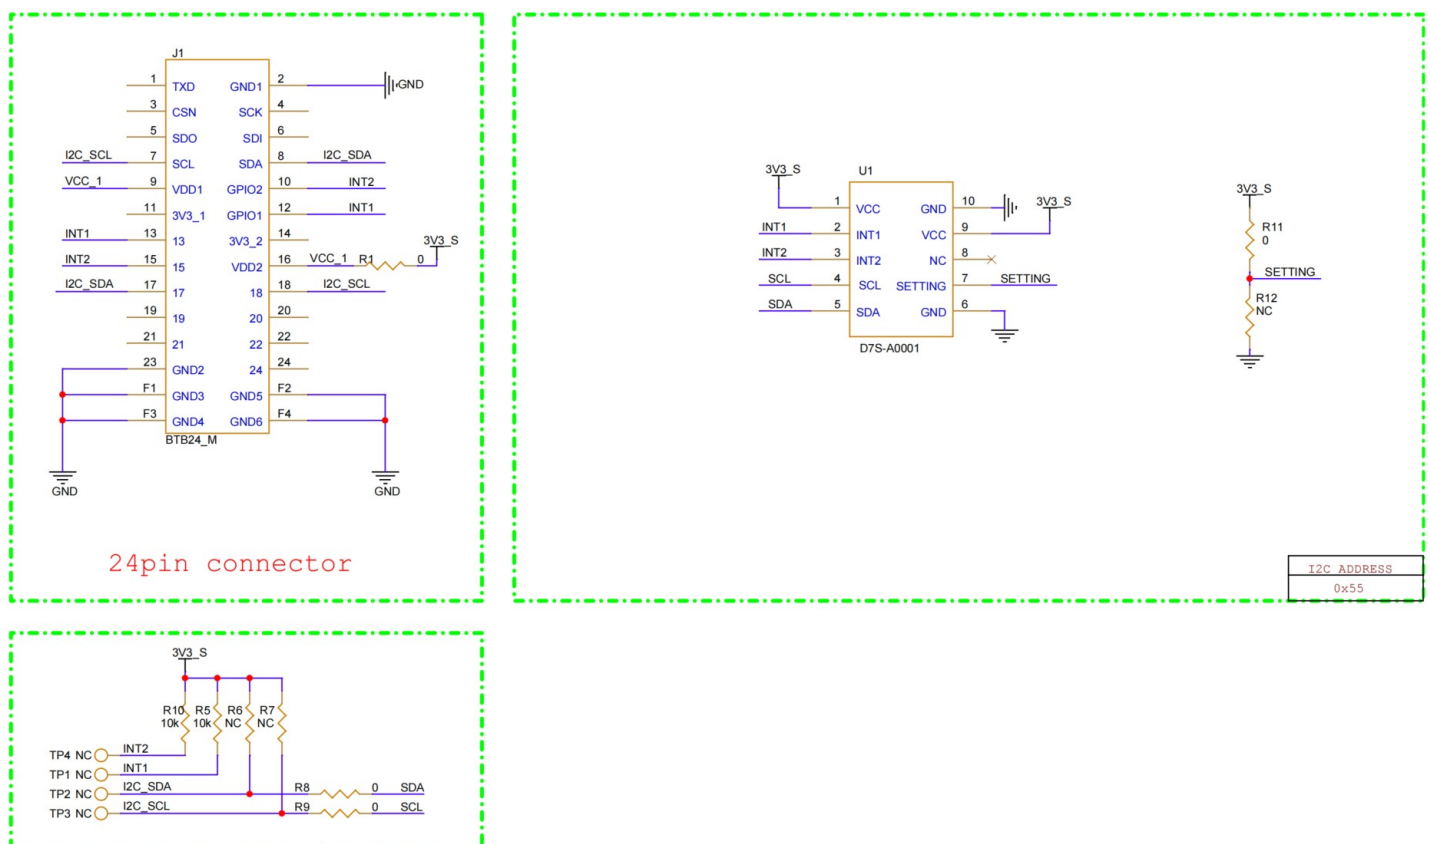 J1
1 TXD GND1 2 GND
3 CSN SCK 4
5 SDO SDI 6
I2C_SCL 7 SCL SDA 8 I2C_SDA
VCC_1 9 VDD1 GPIO2 10 INT2
11 3V3_1 GPIO1 12 INT1
INT1 13 13 3V3_2 14
3V3_S
INT2 15 15 VDD2 16 VCC_1 R1 0
I2C_SDA 17 17 18 18 I2C_SCL
19 19 20 20
21 21 22 22
23 GND2 24 24
F1 GND3 GND5 F2
F3 GND4 GND6 F4
BTB24_M
GND GND
24pin connector
3V3_S U1
1 VCC GND 10 3V3_S
INT1 2 INT1 VCC 9
INT2 3 INT2 NC 8
SCL 4 SCL SETTING 7 SETTING
SDA 5 SDA GND 6
D7S-A0001
3V3_S
R11
0
SETTING
R12
NC
I2C ADDRESS
0x55
3V3_S
R10 R5 R6 R7
10k 10k NC NC
TP4 NC INT2
TP1 NC INT1
TP2 NC I2C_SDA R8 0 SDA
TP3 NC I2C_SCL R9 0 SCL